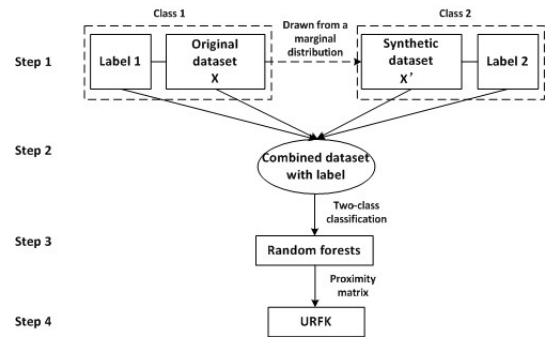 Class 1
Drawn from a
marginal
distribution
Class 2
Step 1
Label 1
Original
dataset
X
Synthetic
dataset
X'
Label 2
Step 2
Combined dataset
with label
Two-class
classification
Step 3
Random forests
Proximity
matrix
Step 4
URFK